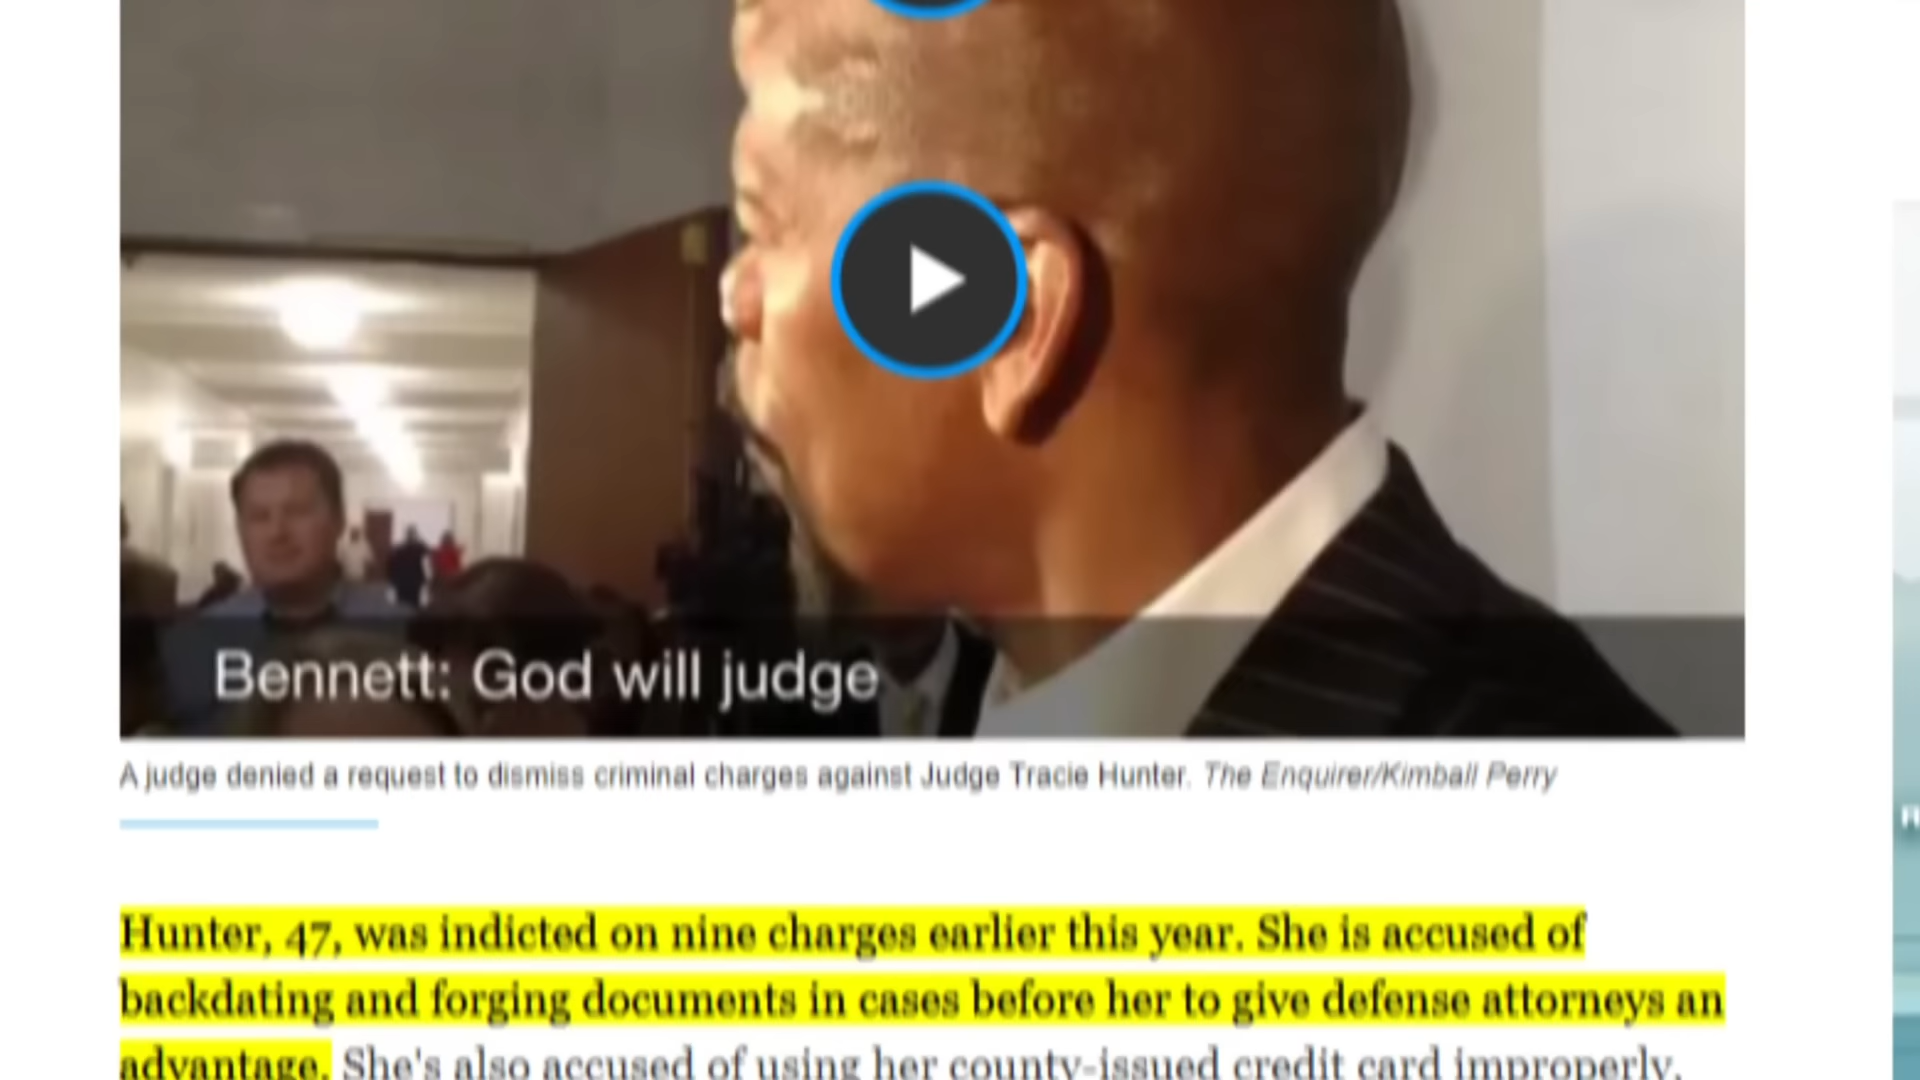 Bennett: God will judge
A judge denied a request to dismiss criminal charges against Judge Tracie Hunter. The Enquirer/Kimball Perry
Hunter, 47, was indicted on nine charges earlier this year. She is accused of
backdating and forging documents in cases before her to give defense attorneys an
advantage. She's also accused of using her county-issued credit card improperly.